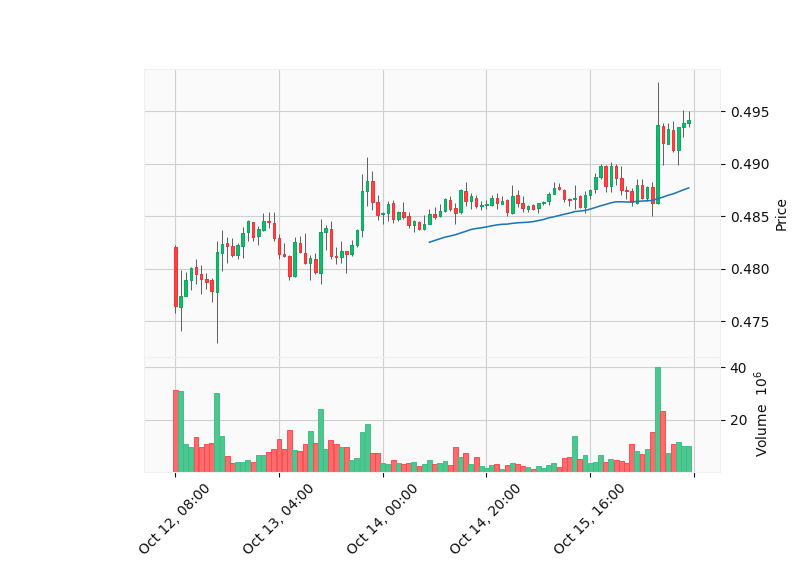 0.495
0.490
0.485
0.480
0.475
Price
40
20
Volume 10^6
Oct 12, 08:00
Oct 13, 04:00
Oct 14, 00:00
Oct 14, 20:00
Oct 15, 16:00